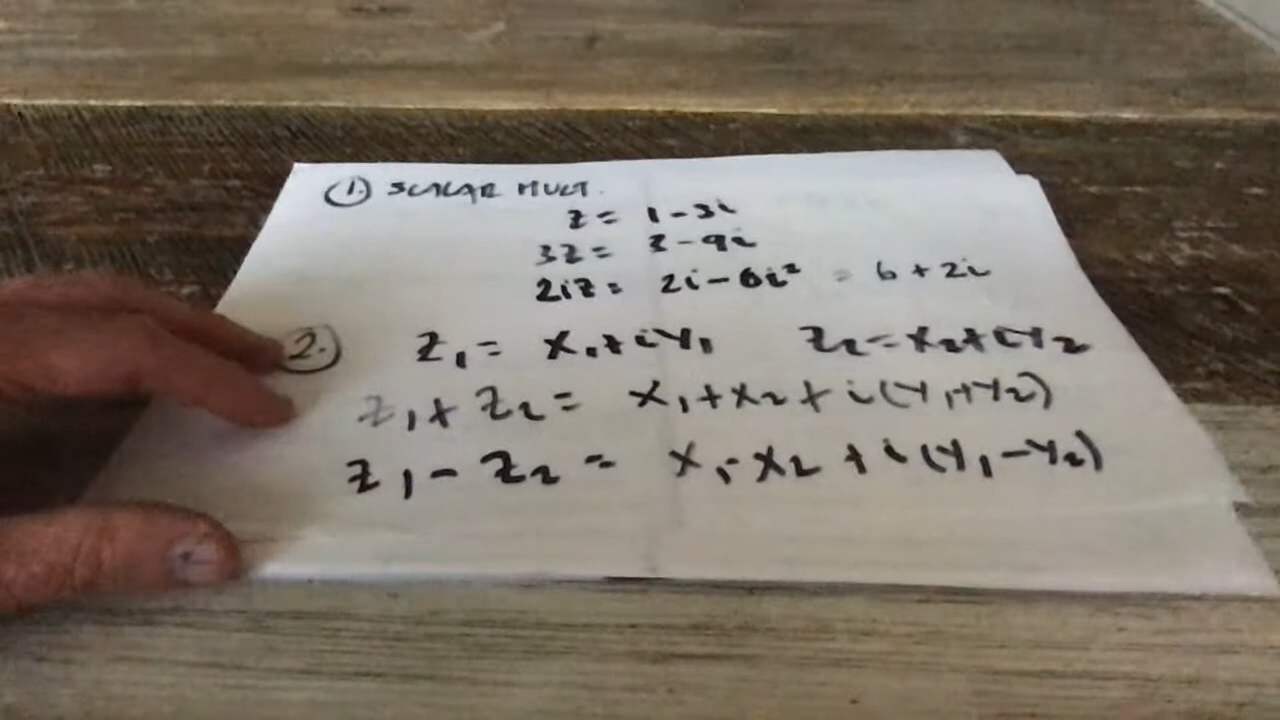 1. SCALAR MULT.
z = 1 - 3i
3z = 3 - 9i
2iz = 2i - 6i² = 6 + 2i
2. z₁ = x₁ + iy₁ z₂ = x₂ + iy₂
z₁ + z₂ = x₁ + x₂ + i(y₁ + y₂)
z₁ - z₂ = x₁ - x₂ + i(y₁ - y₂)